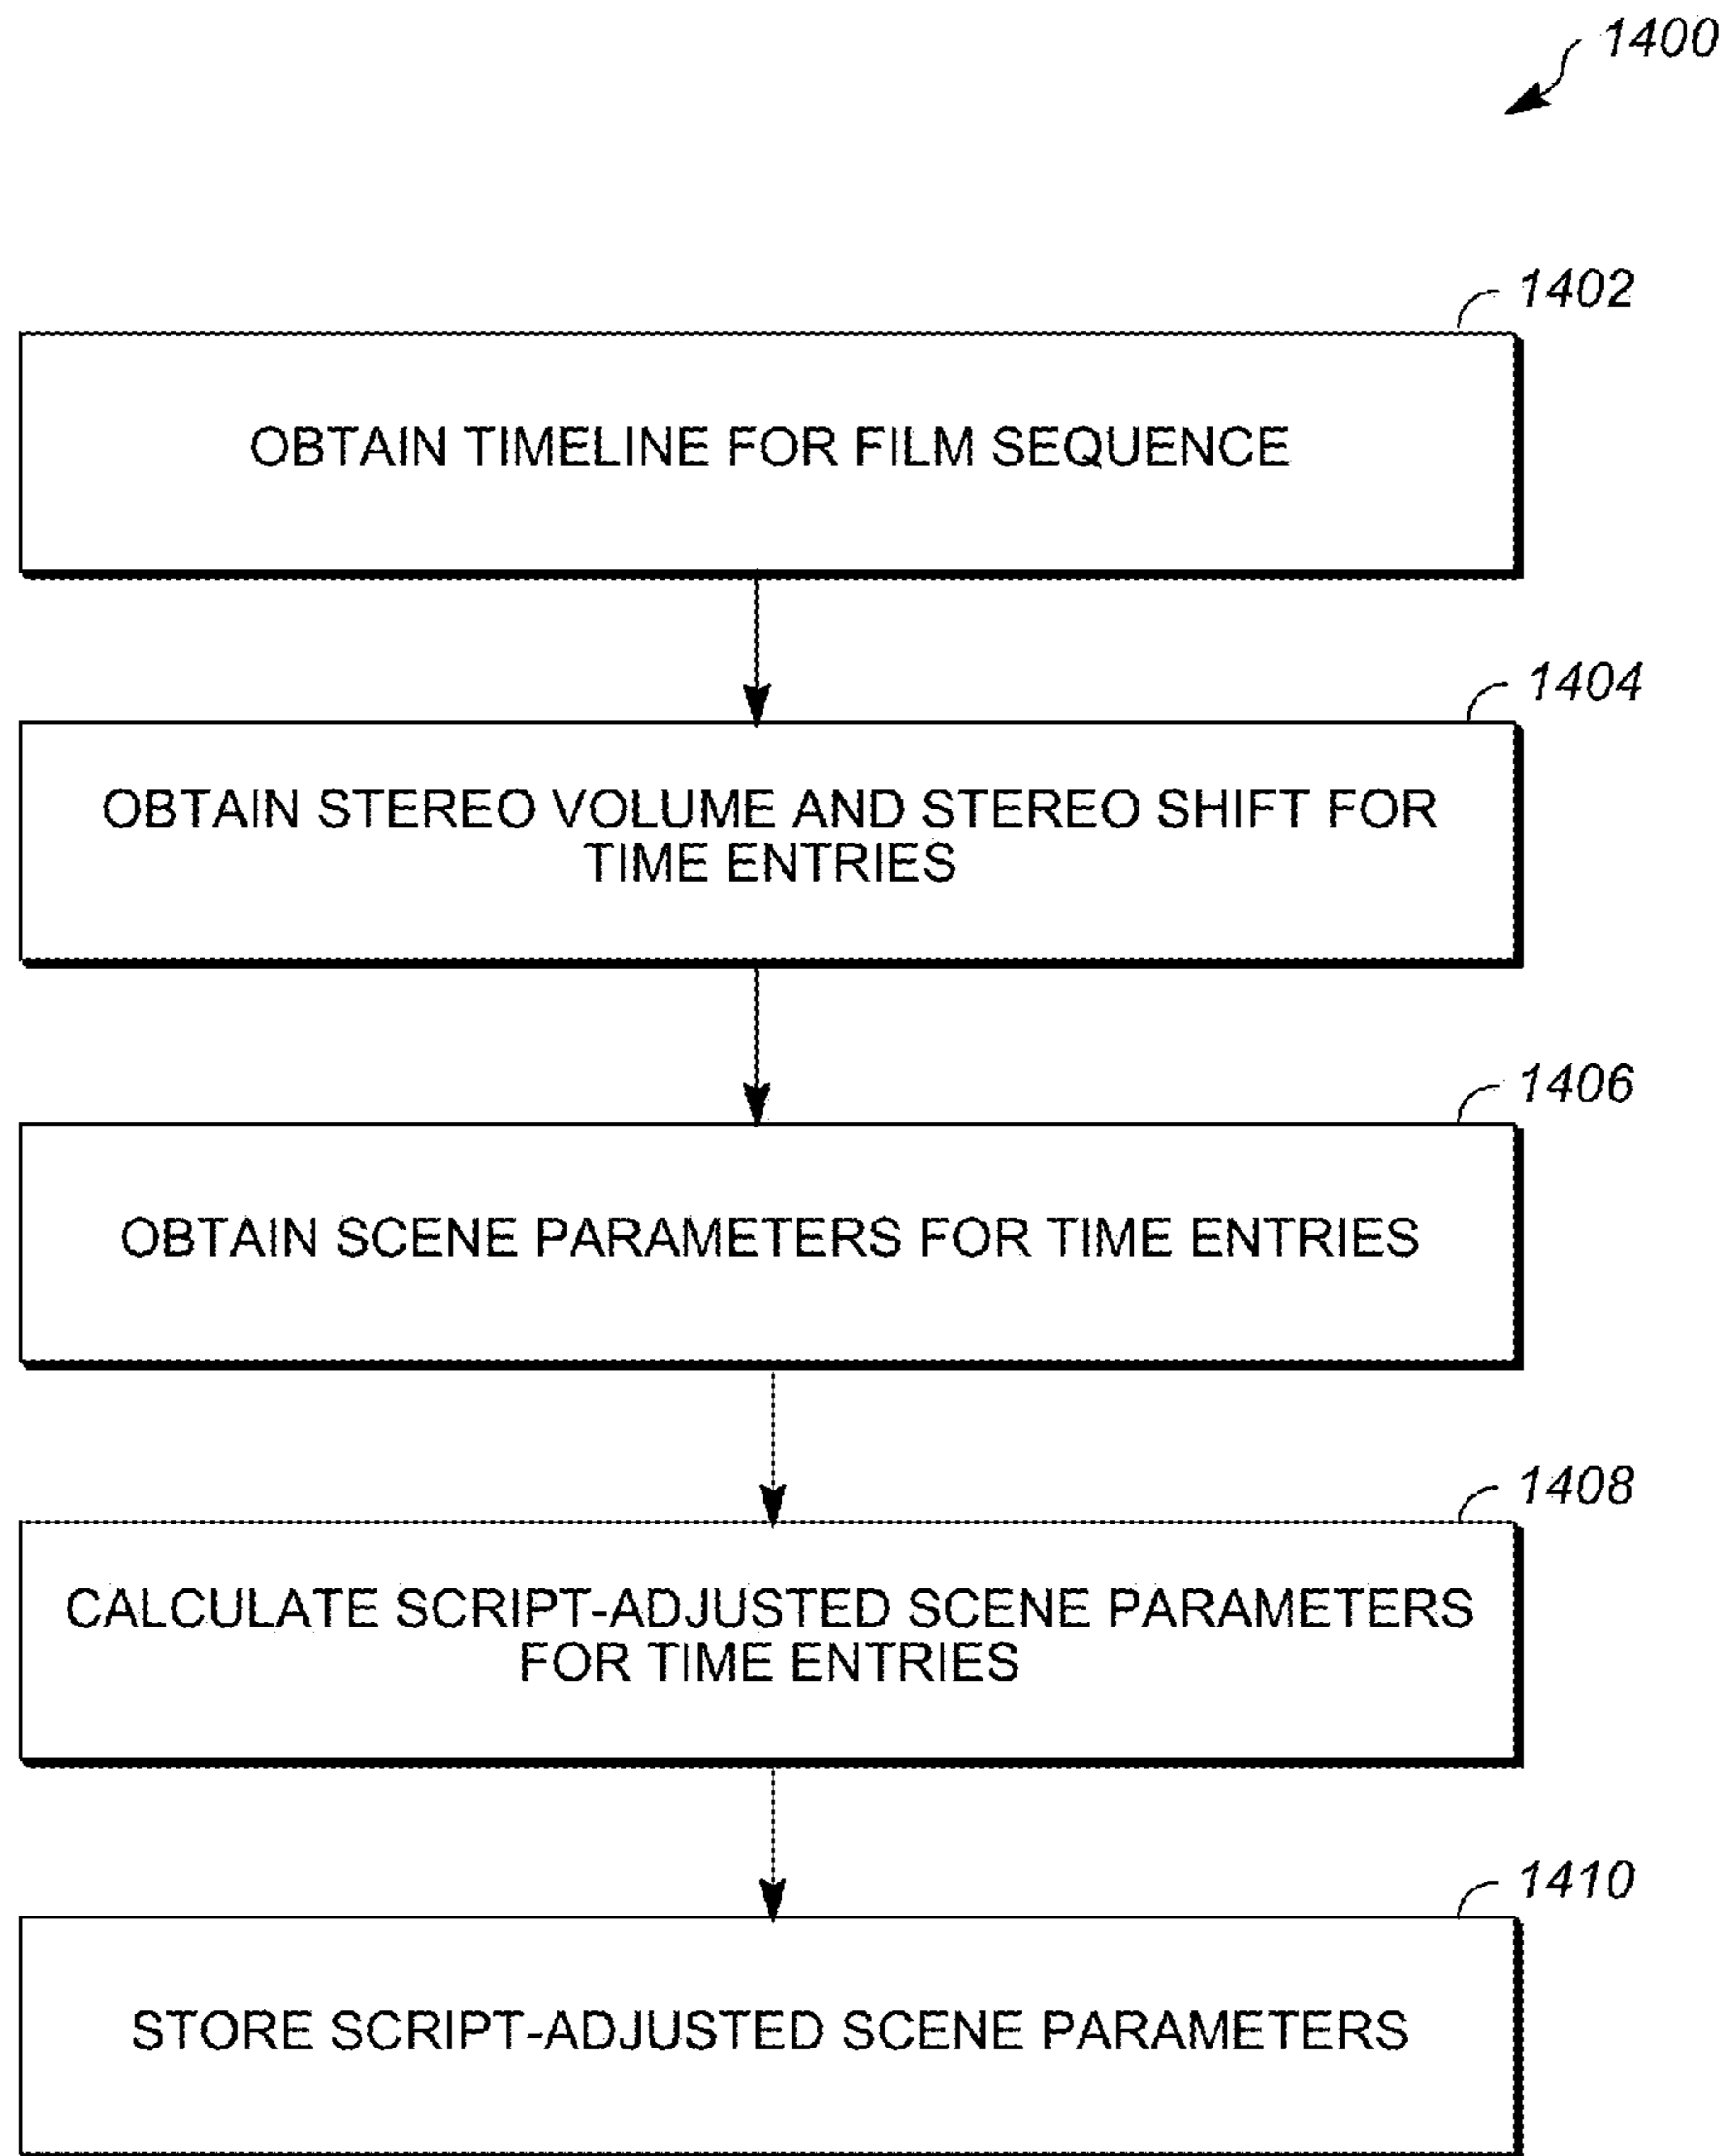 1400
1402
OBTAIN TIMELINE FOR FILM SEQUENCE
1404
OBTAIN STEREO VOLUME AND STEREO SHIFT FOR
TIME ENTRIES
1406
OBTAIN SCENE PARAMETERS FOR TIME ENTRIES
1408
CALCULATE SCRIPT-ADJUSTED SCENE PARAMETERS
FOR TIME ENTRIES
1410
STORE SCRIPT-ADJUSTED SCENE PARAMETERS